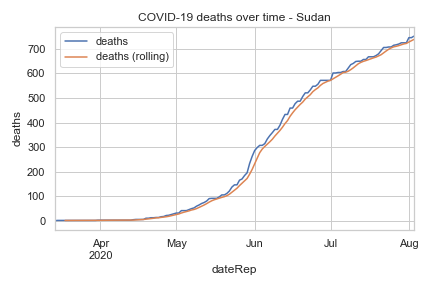 COVID-19 deaths over time - Sudan
deaths
deaths (rolling)
deaths
700
600
500
400
300
200
100
0
Apr
2020
May
Jun
Jul
Aug
dateRep